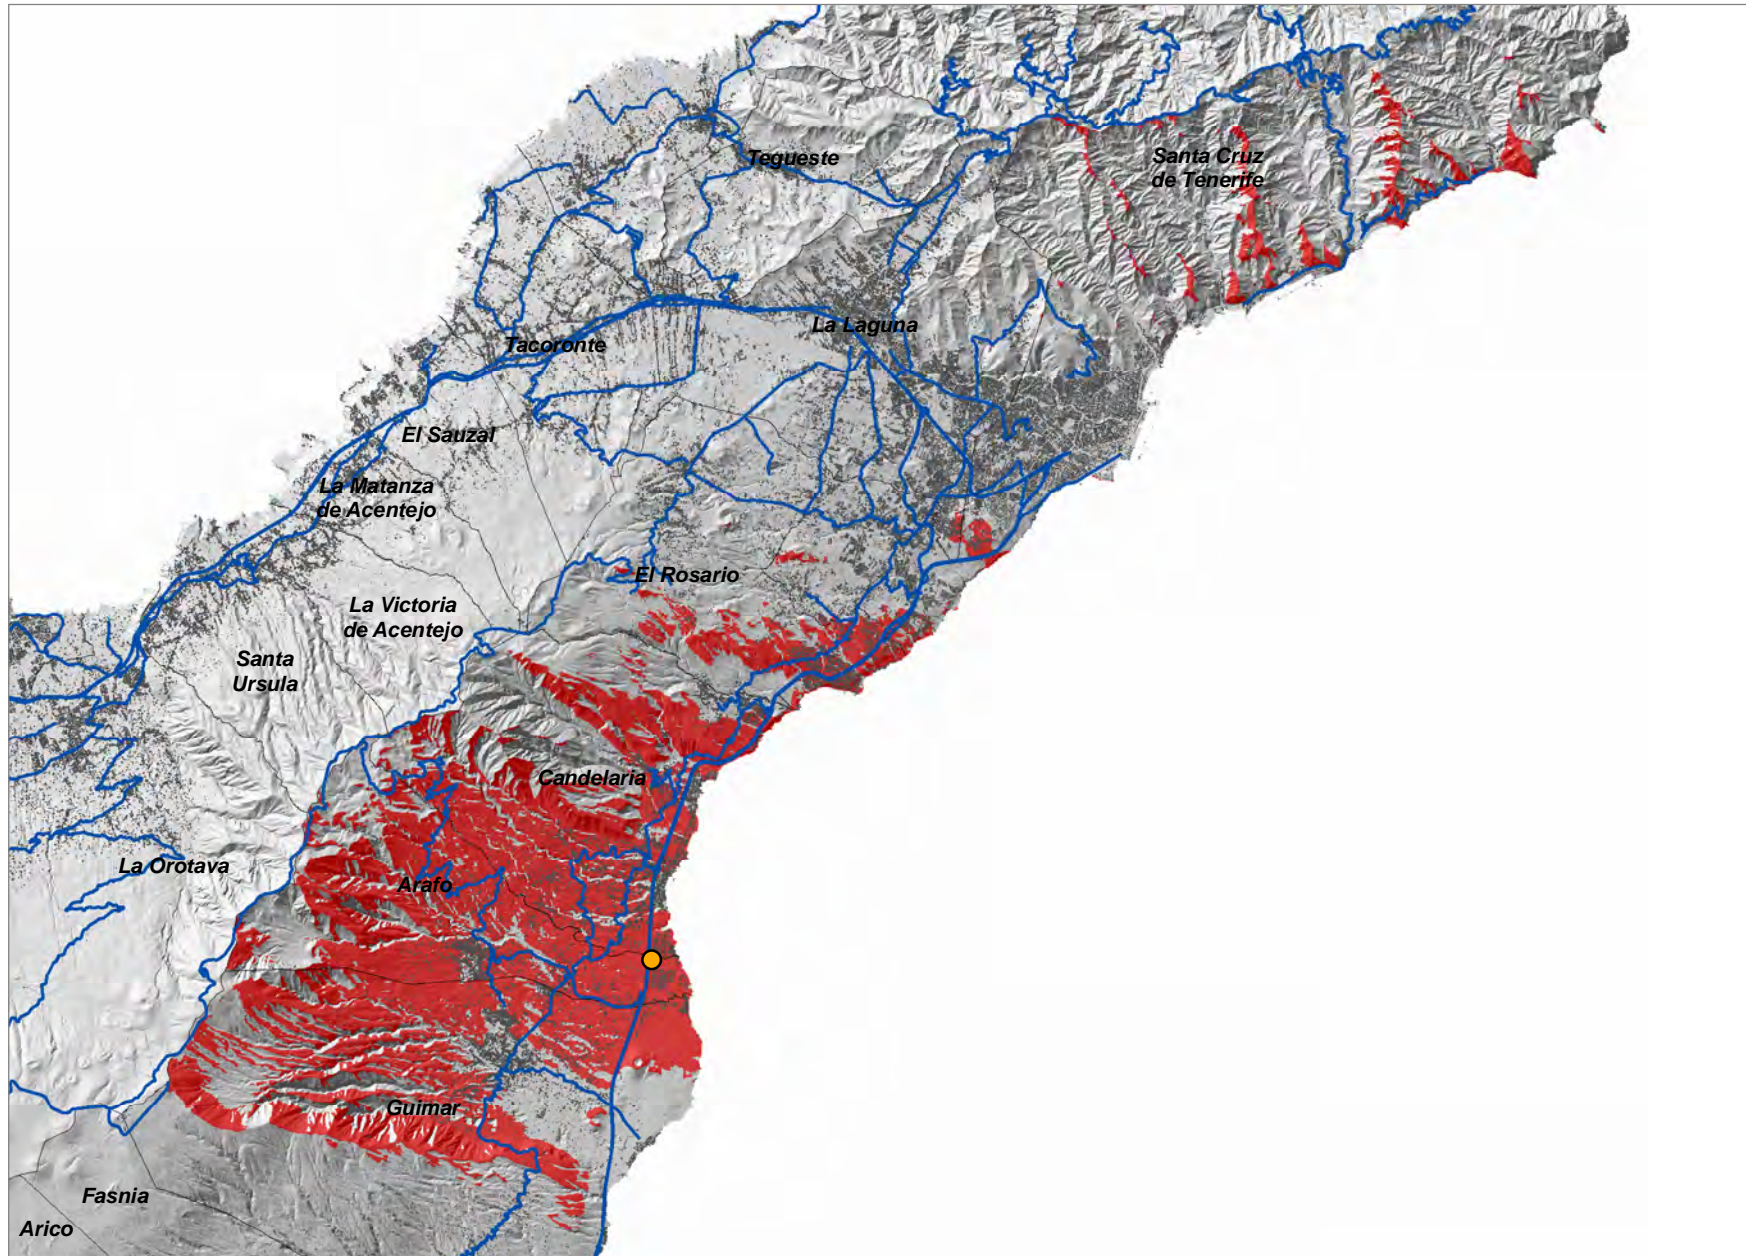 Tegueste
Santa Cruz
de Tenerife
La Laguna
Tacoronte
El Sauzal
La Matanza
de Acentejo
El Rosario
La Victoria
de Acentejo
Santa
Ursula
Candelaria
La Orotava
Arafo
Guimar
Fasnia
Arico